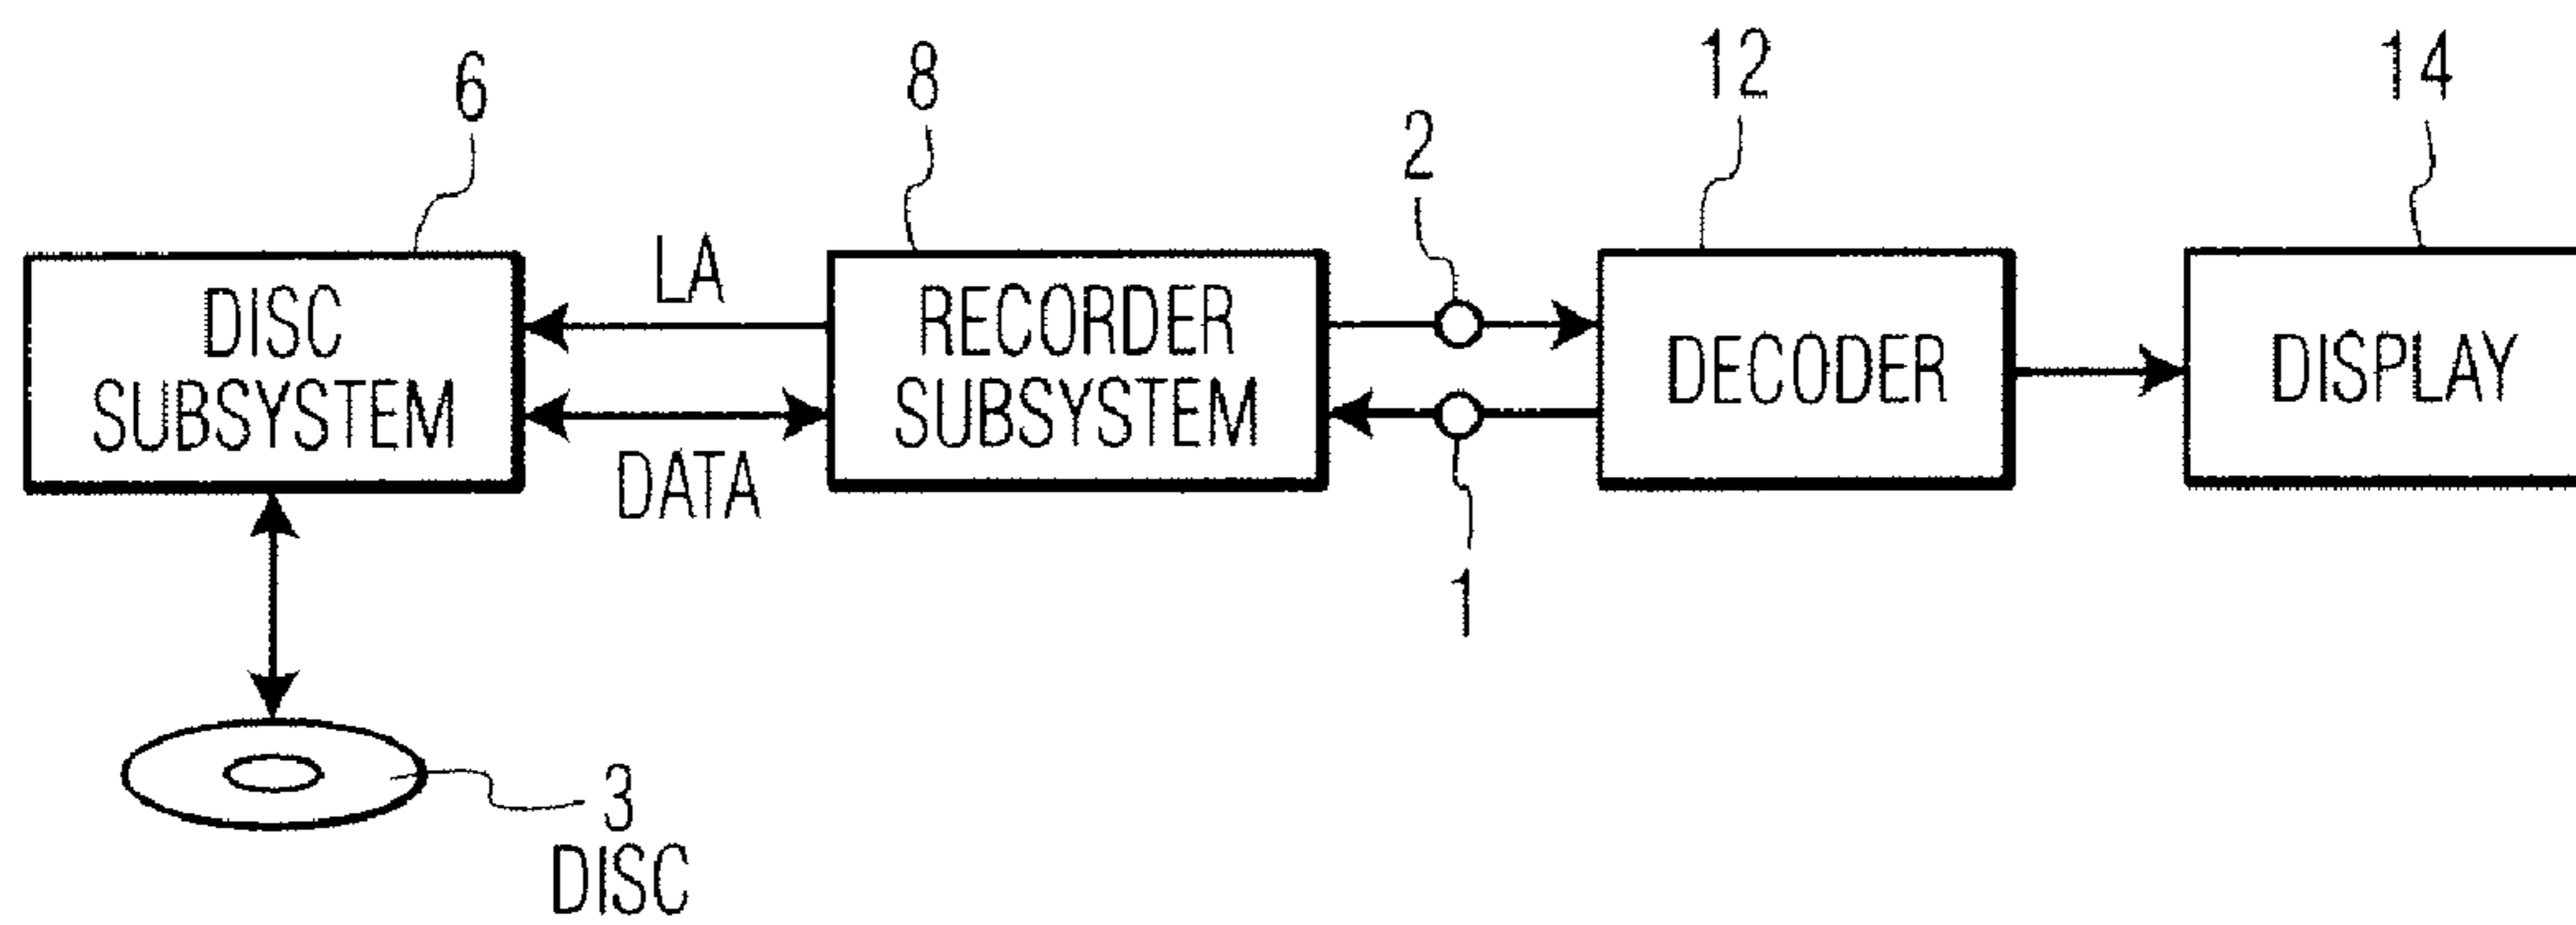 6
8
2
12
14
DISC
SUBSYSTEM
LA
DATA
RECORDER
SUBSYSTEM
DECODER
DISPLAY
1
3
DISC